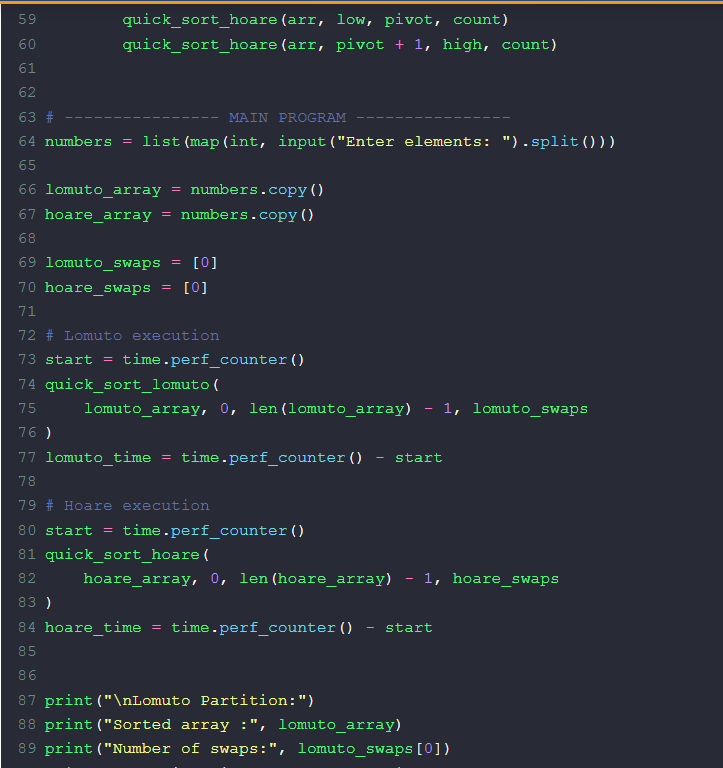 59         quick_sort_hoare(arr, low, pivot, count)
60         quick_sort_hoare(arr, pivot + 1, high, count)
61
62
63 # ---------------- MAIN PROGRAM ----------------
64 numbers = list(map(int, input("Enter elements: ").split()))
65
66 lomuto_array = numbers.copy()
67 hoare_array = numbers.copy()
68
69 lomuto_swaps = [0]
70 hoare_swaps = [0]
71
72 # Lomuto execution
73 start = time.perf_counter()
74 quick_sort_lomuto(
75     lomuto_array, 0, len(lomuto_array) - 1, lomuto_swaps
76 )
77 lomuto_time = time.perf_counter() - start
78
79 # Hoare execution
80 start = time.perf_counter()
81 quick_sort_hoare(
82     hoare_array, 0, len(hoare_array) - 1, hoare_swaps
83 )
84 hoare_time = time.perf_counter() - start
85
86
87 print("\nLomuto Partition:")
88 print("Sorted array :", lomuto_array)
89 print("Number of swaps:", lomuto_swaps[0])